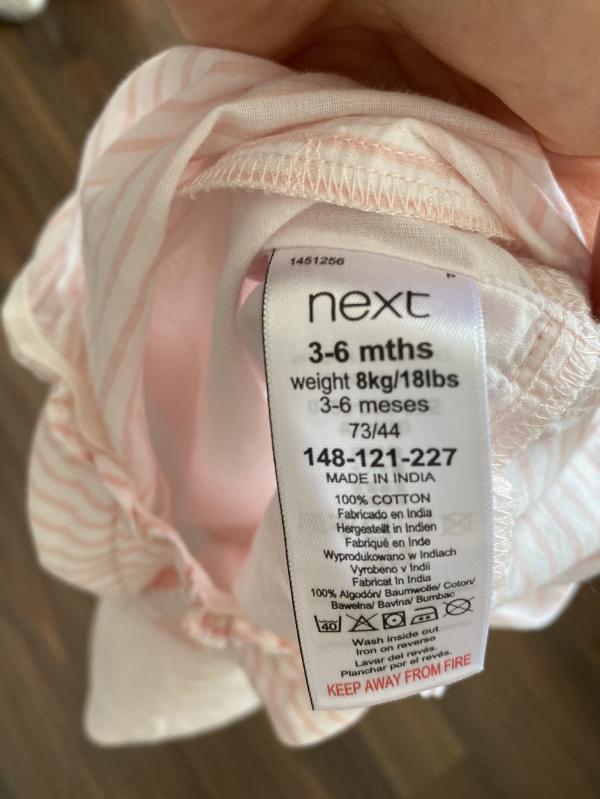 1451256
P
next
3-6 mths
weight 8kg/18lbs
3-6 meses
73/44
148-121-227
MADE IN INDIA
100% COTTON
Fabricado en India
Hergestellt in Indien
Fabriqué en Inde
Wyprodukowano w Indiach
Vyrobeno v Indii
Fabricat In India
100% Algodón/ Baumwolle/ Coton/
Bawełna/ Bavlna/ Bumbac
40
Wash inside out
Iron on reverse
Lavar del revés.
Planchar por el revés.
KEEP AWAY FROM FIRE